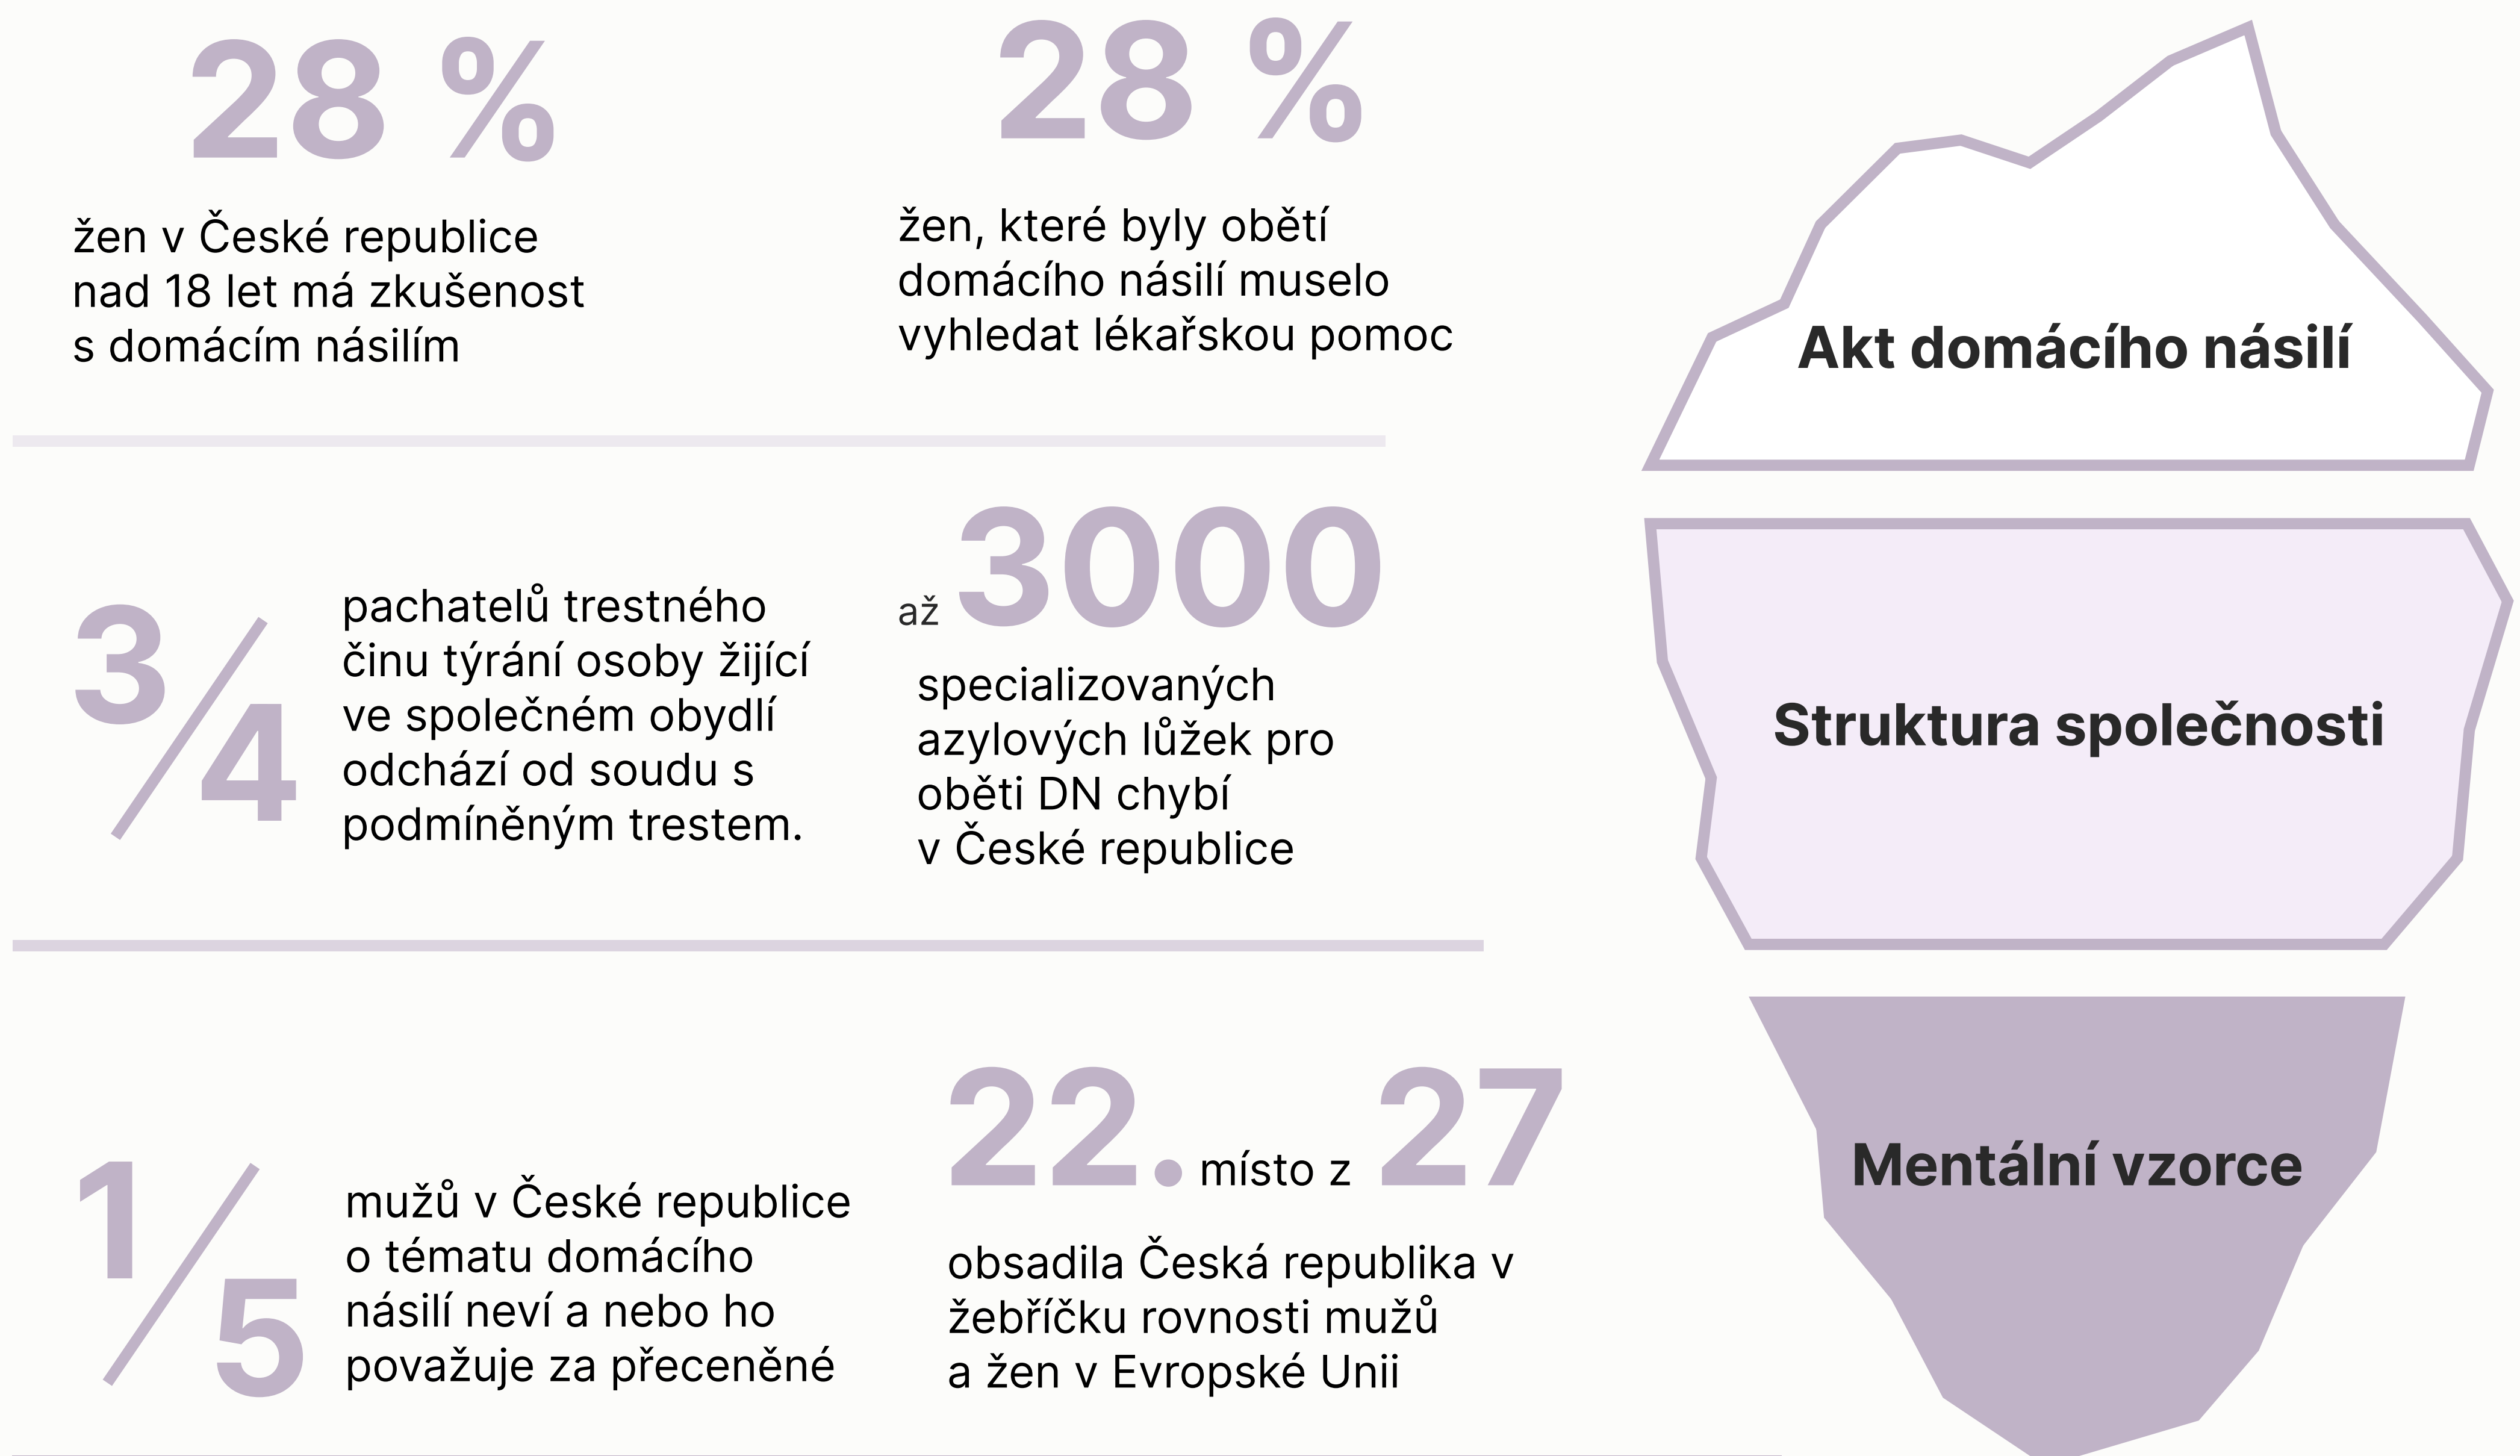 28 %
žen v České republice
nad 18 let má zkušenost
s domácím násilím
28 %
žen, které byly obětí
domácího násilí muselo
vyhledat lékařskou pomoc
Akt domácího násilí
3/4
pachatelů trestného
činu týrání osoby žijící
ve společném obydlí
odchází od soudu s
podmíněným trestem.
až 3000
specializovaných
azylových lůžek pro
oběti DN chybí
v České republice
Struktura společnosti
1/5
mužů v České republice
o tématu domácího
násilí neví a nebo ho
považuje za přeceněné
22. místo z 27
obsadila Česká republika v
žebříčku rovnosti mužů
a žen v Evropské Unii
Mentální vzorce